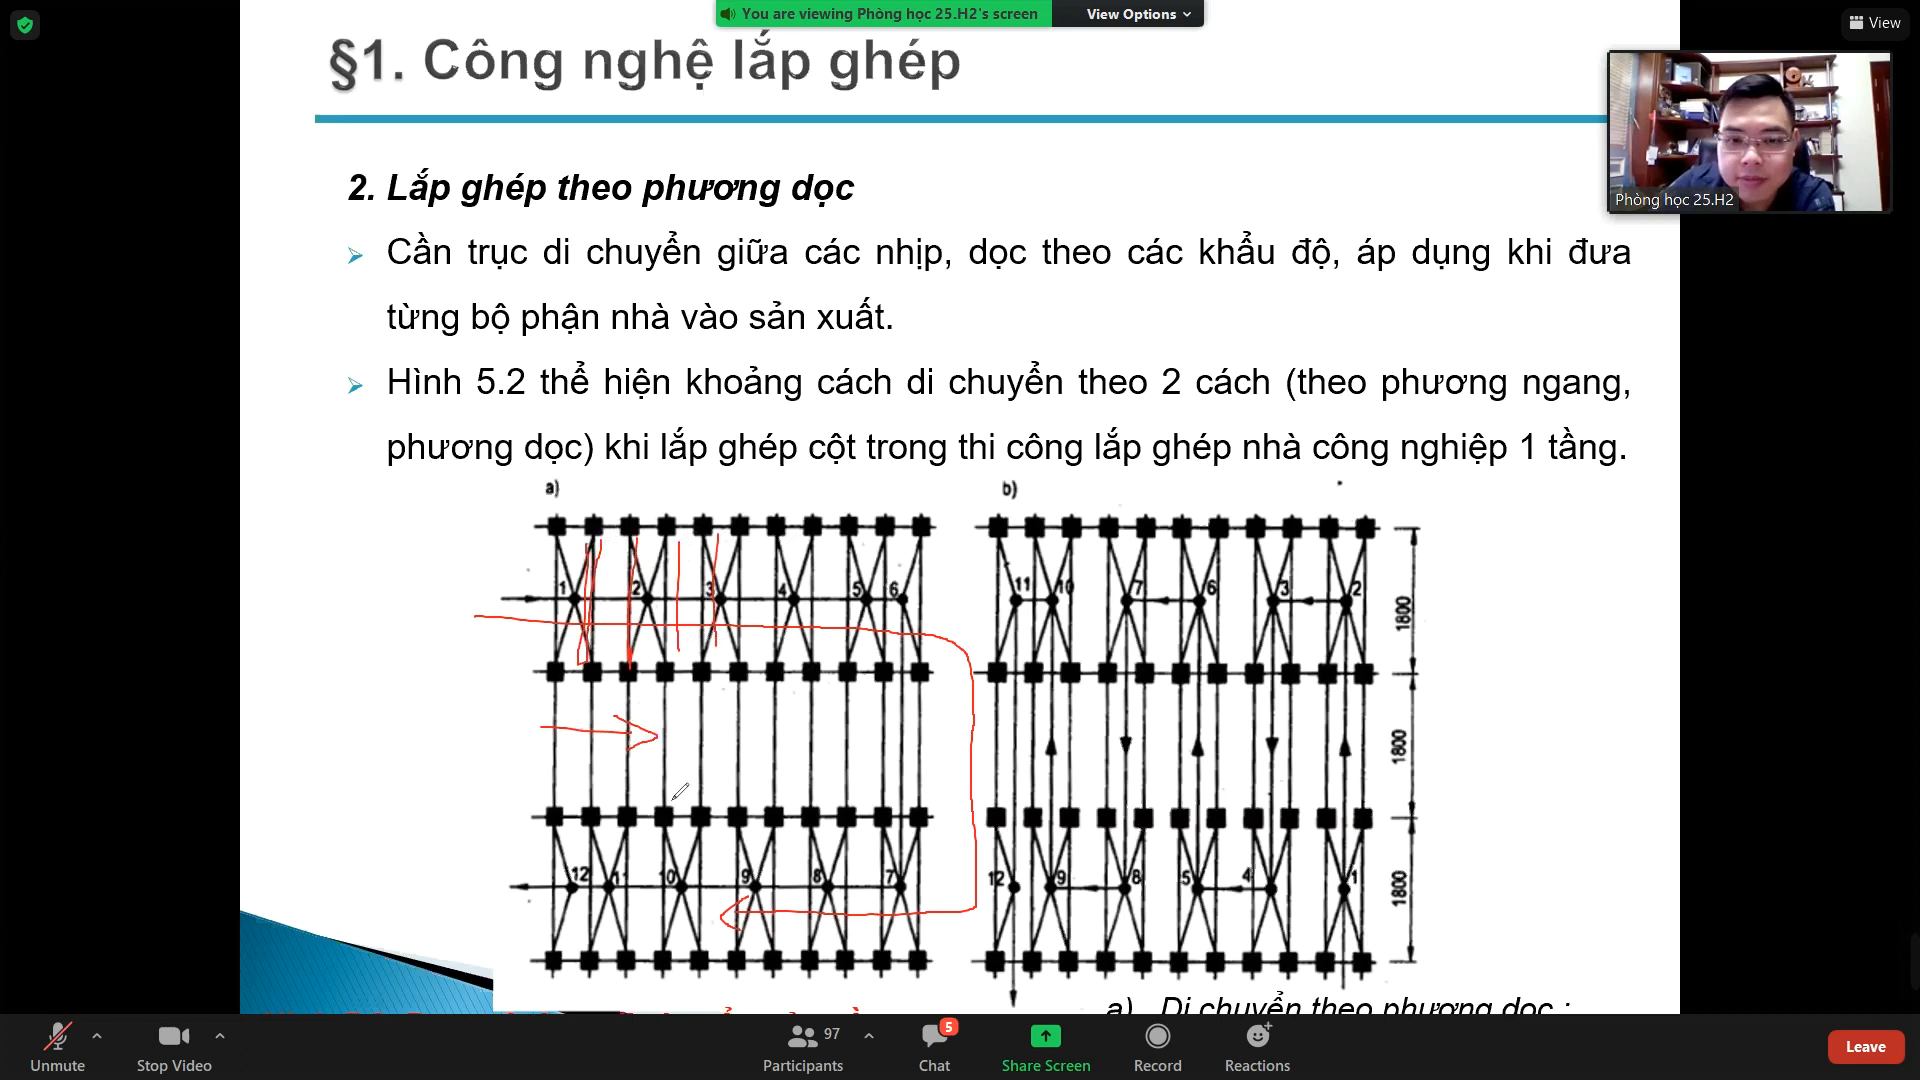 You are viewing Phòng học 25.H2's screen
View Options
View
§1. Công nghệ lắp ghép
Phòng học 25.H2
2. Lắp ghép theo phương dọc
Cần trục di chuyển giữa các nhịp, dọc theo các khẩu độ, áp dụng khi đưa
từng bộ phận nhà vào sản xuất.
Hình 5.2 thể hiện khoảng cách di chuyển theo 2 cách (theo phương ngang,
phương dọc) khi lắp ghép cột trong thi công lắp ghép nhà công nghiệp 1 tầng.
a)
b)
1 2 3 4 5 6
11 10 7 6 3 2
1800
1800
12 11 10 9 8 7
12 9 8 5 4 1
1800
a) Di chuyển theo phương dọc ;
Unmute
Stop Video
97
Participants
5
Chat
Share Screen
Record
Reactions
Leave